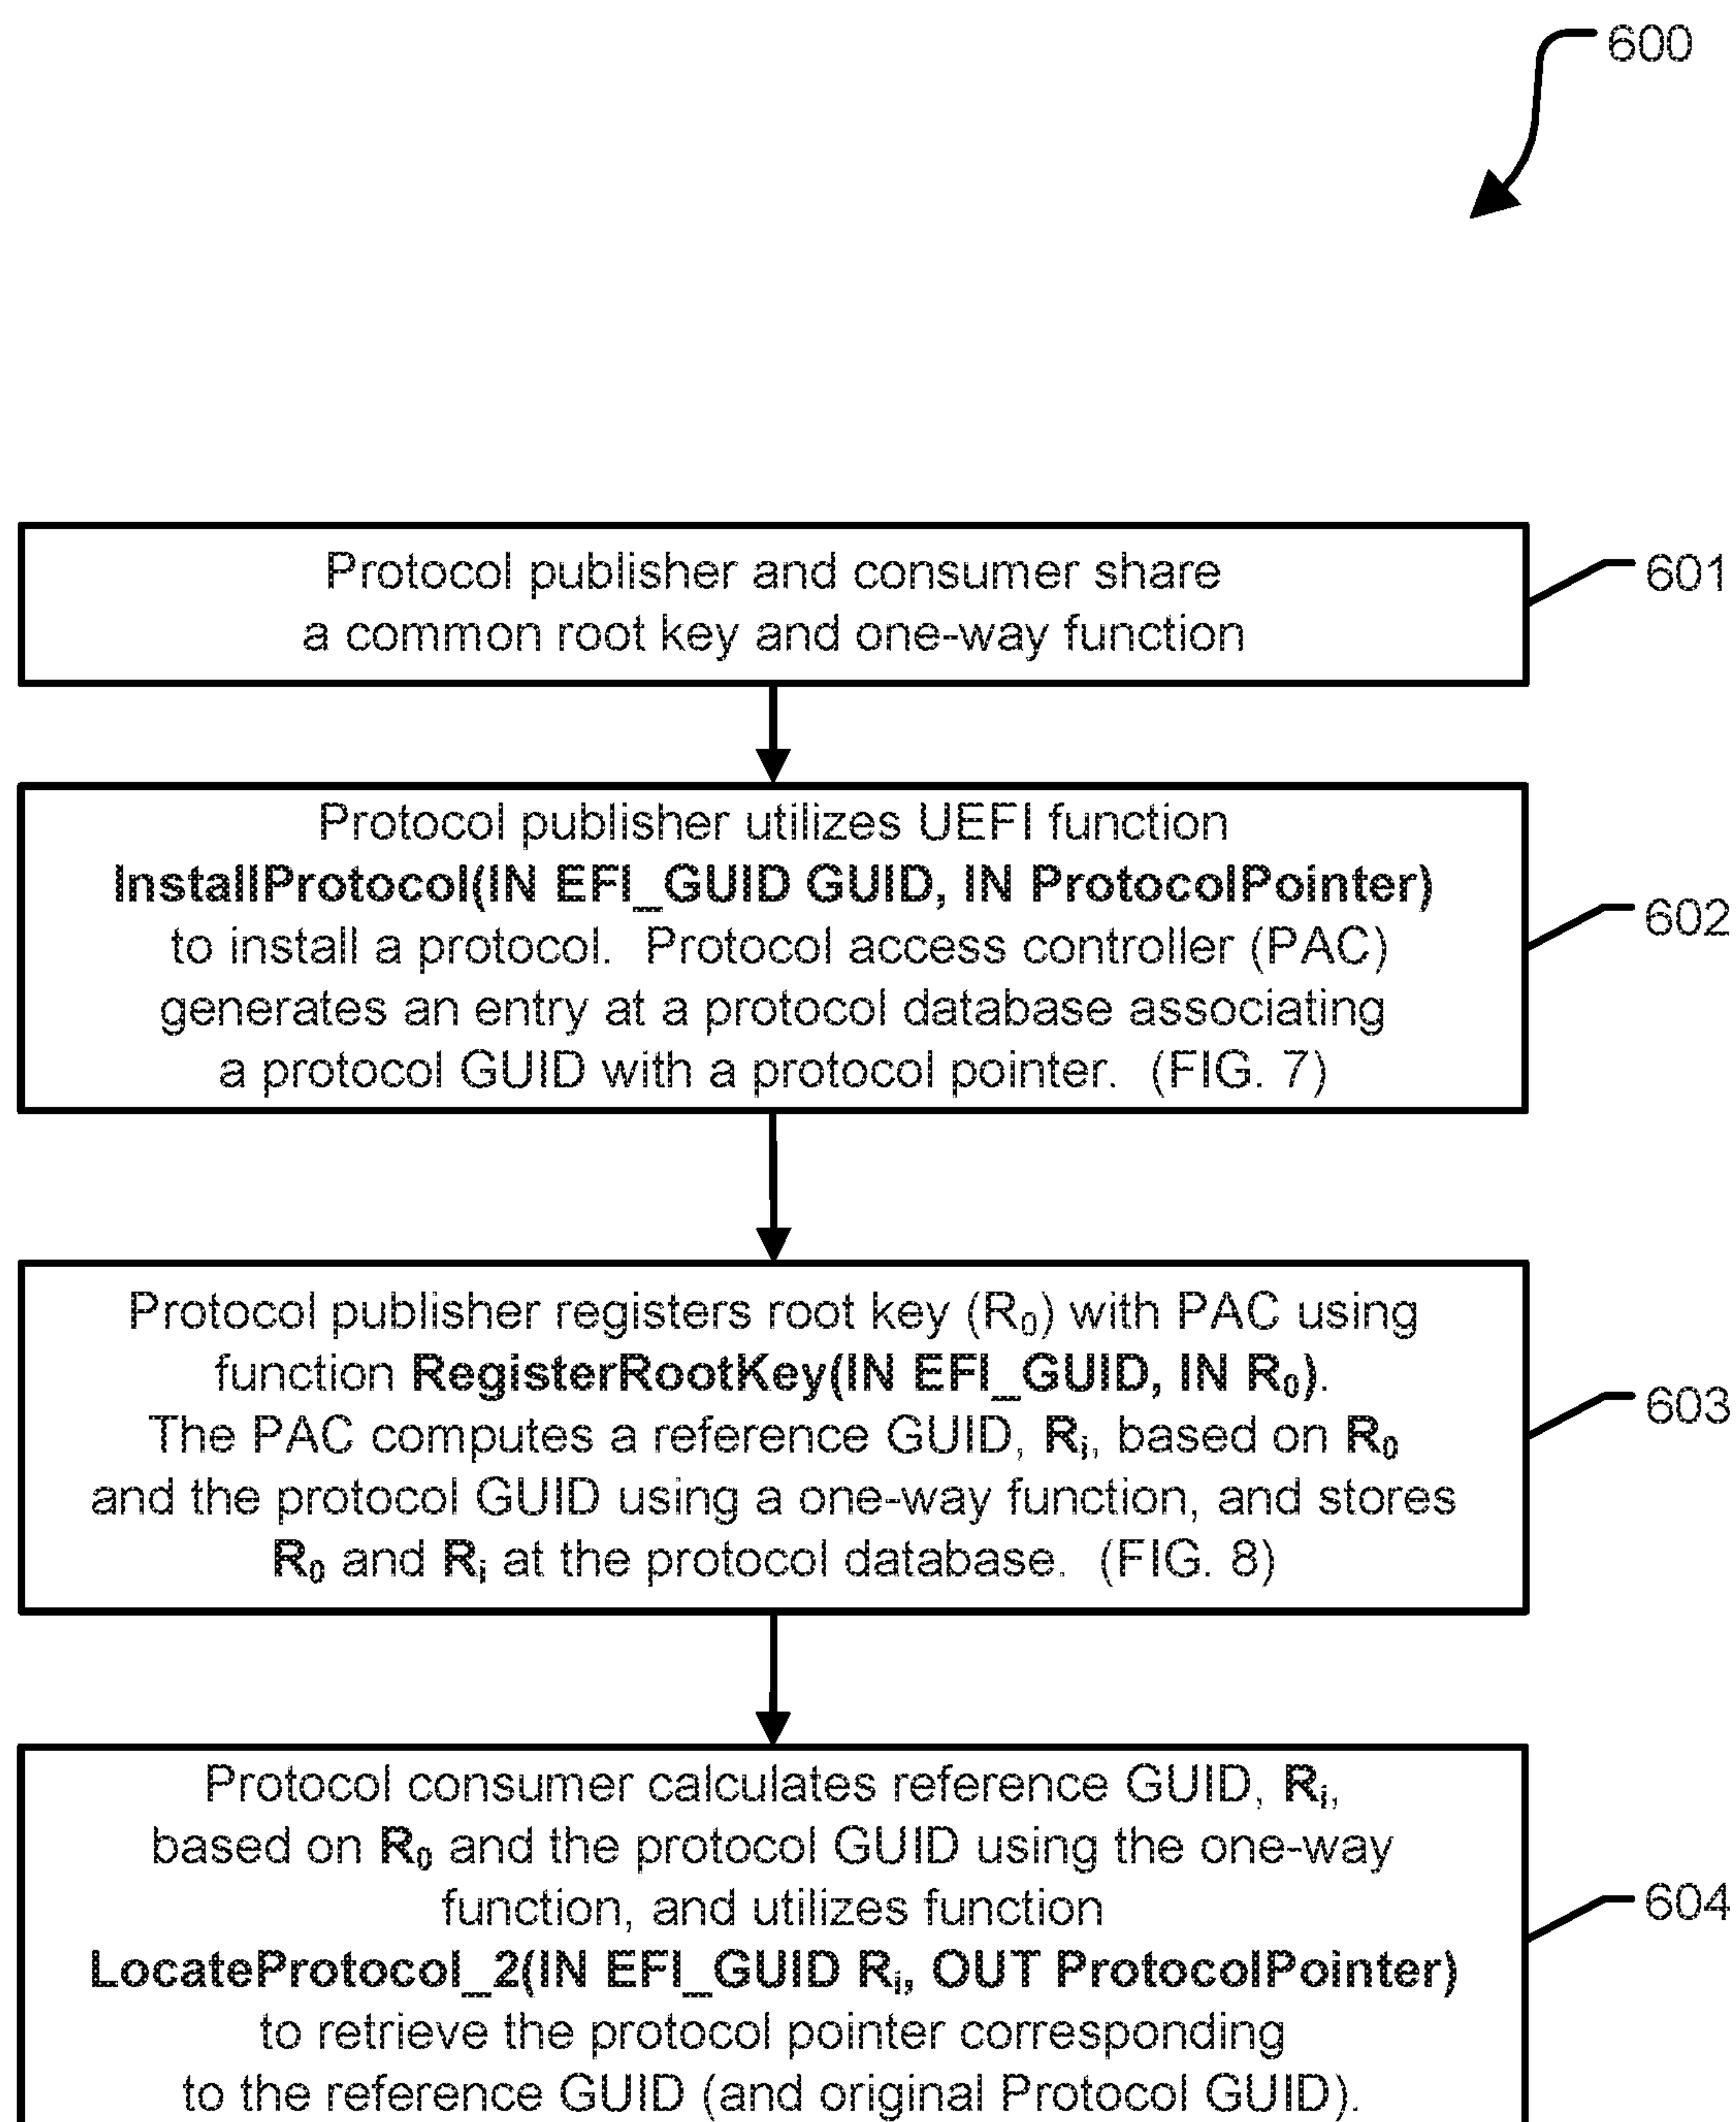 600
Protocol publisher and consumer share
a common root key and one-way function
601
Protocol publisher utilizes UEFI function
InstallProtocol(IN EFI_GUID GUID, IN ProtocolPointer)
to install a protocol. Protocol access controller (PAC)
generates an entry at a protocol database associating
a protocol GUID with a protocol pointer. (FIG. 7)
602
Protocol publisher registers root key (R₀) with PAC using
function RegisterRootKey(IN EFI_GUID, IN R₀).
The PAC computes a reference GUID, Rᵢ, based on R₀
and the protocol GUID using a one-way function, and stores
R₀ and Rᵢ at the protocol database. (FIG. 8)
603
Protocol consumer calculates reference GUID, Rᵢ,
based on R₀ and the protocol GUID using the one-way
function, and utilizes function
LocateProtocol_2(IN EFI_GUID Rᵢ, OUT ProtocolPointer)
to retrieve the protocol pointer corresponding
to the reference GUID (and original Protocol GUID).
604